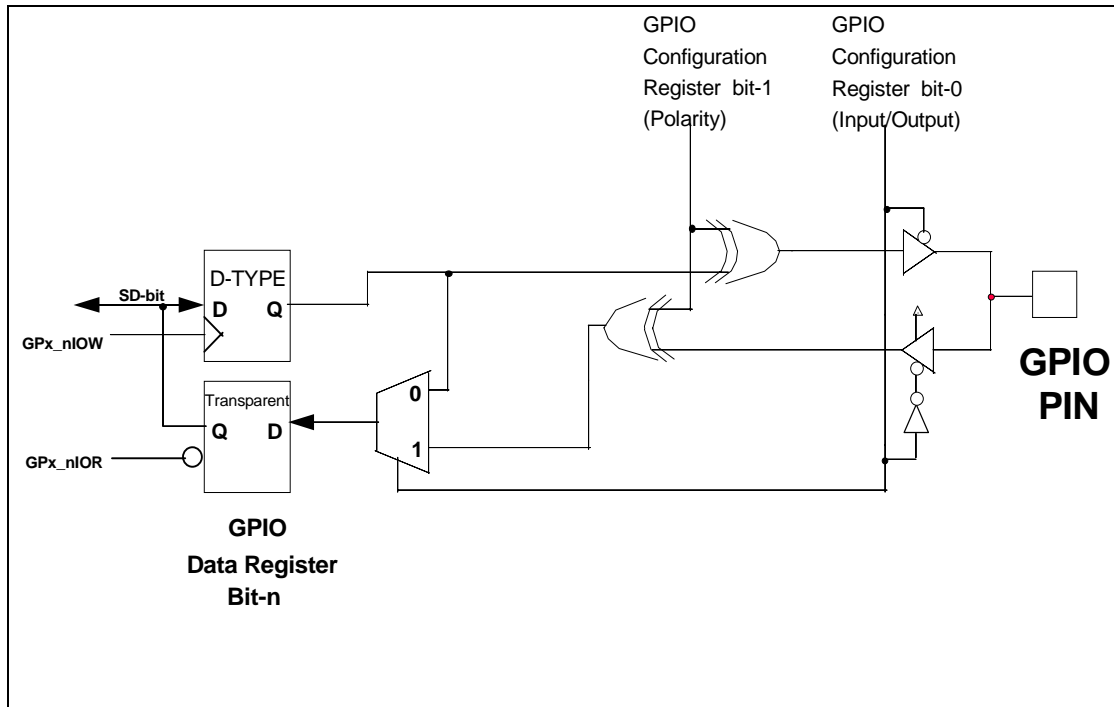 GPIO
Configuration
Register bit-1
(Polarity)
GPIO
Configuration
Register bit-0
(Input/Output)
D-TYPE
SD-bit
D
Q
GPx_nIOW
Transparent
Q
D
GPx_nIOR
0
1
GPIO
PIN
GPIO
Data Register
Bit-n